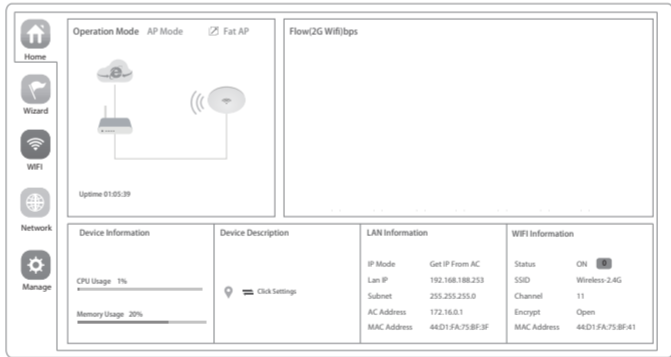 Home
Wizard
WIFI
Network
Manage
Operation Mode AP Mode Fat AP
Uptime 01:05:39
Flow(2G Wifi)bps
Device Information
CPU Usage 1%
Memory Usage 20%
Device Description
Click Settings
LAN Information
IP Mode Get IP From AC
Lan IP 192.168.188.253
Subnet 255.255.255.0
AC Address 172.16.0.1
MAC Address 44:D1:FA:75:BF:3F
WIFI Information
Status ON 0
SSID Wireless-2.4G
Channel 11
Encrypt Open
MAC Address 44:D1:FA:75:BF:41